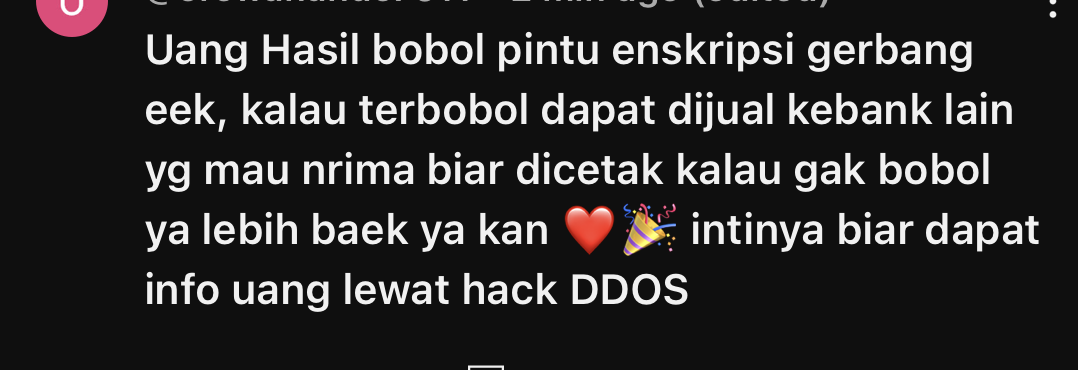 Uang Hasil bobol pintu enskripsi gerbang
eek, kalau terbobol dapat dijual kebank lain
yg mau nrima biar dicetak kalau gak bobol
ya lebih baek ya kan ❤️🎉 intinya biar dapat
info uang lewat hack DDOS